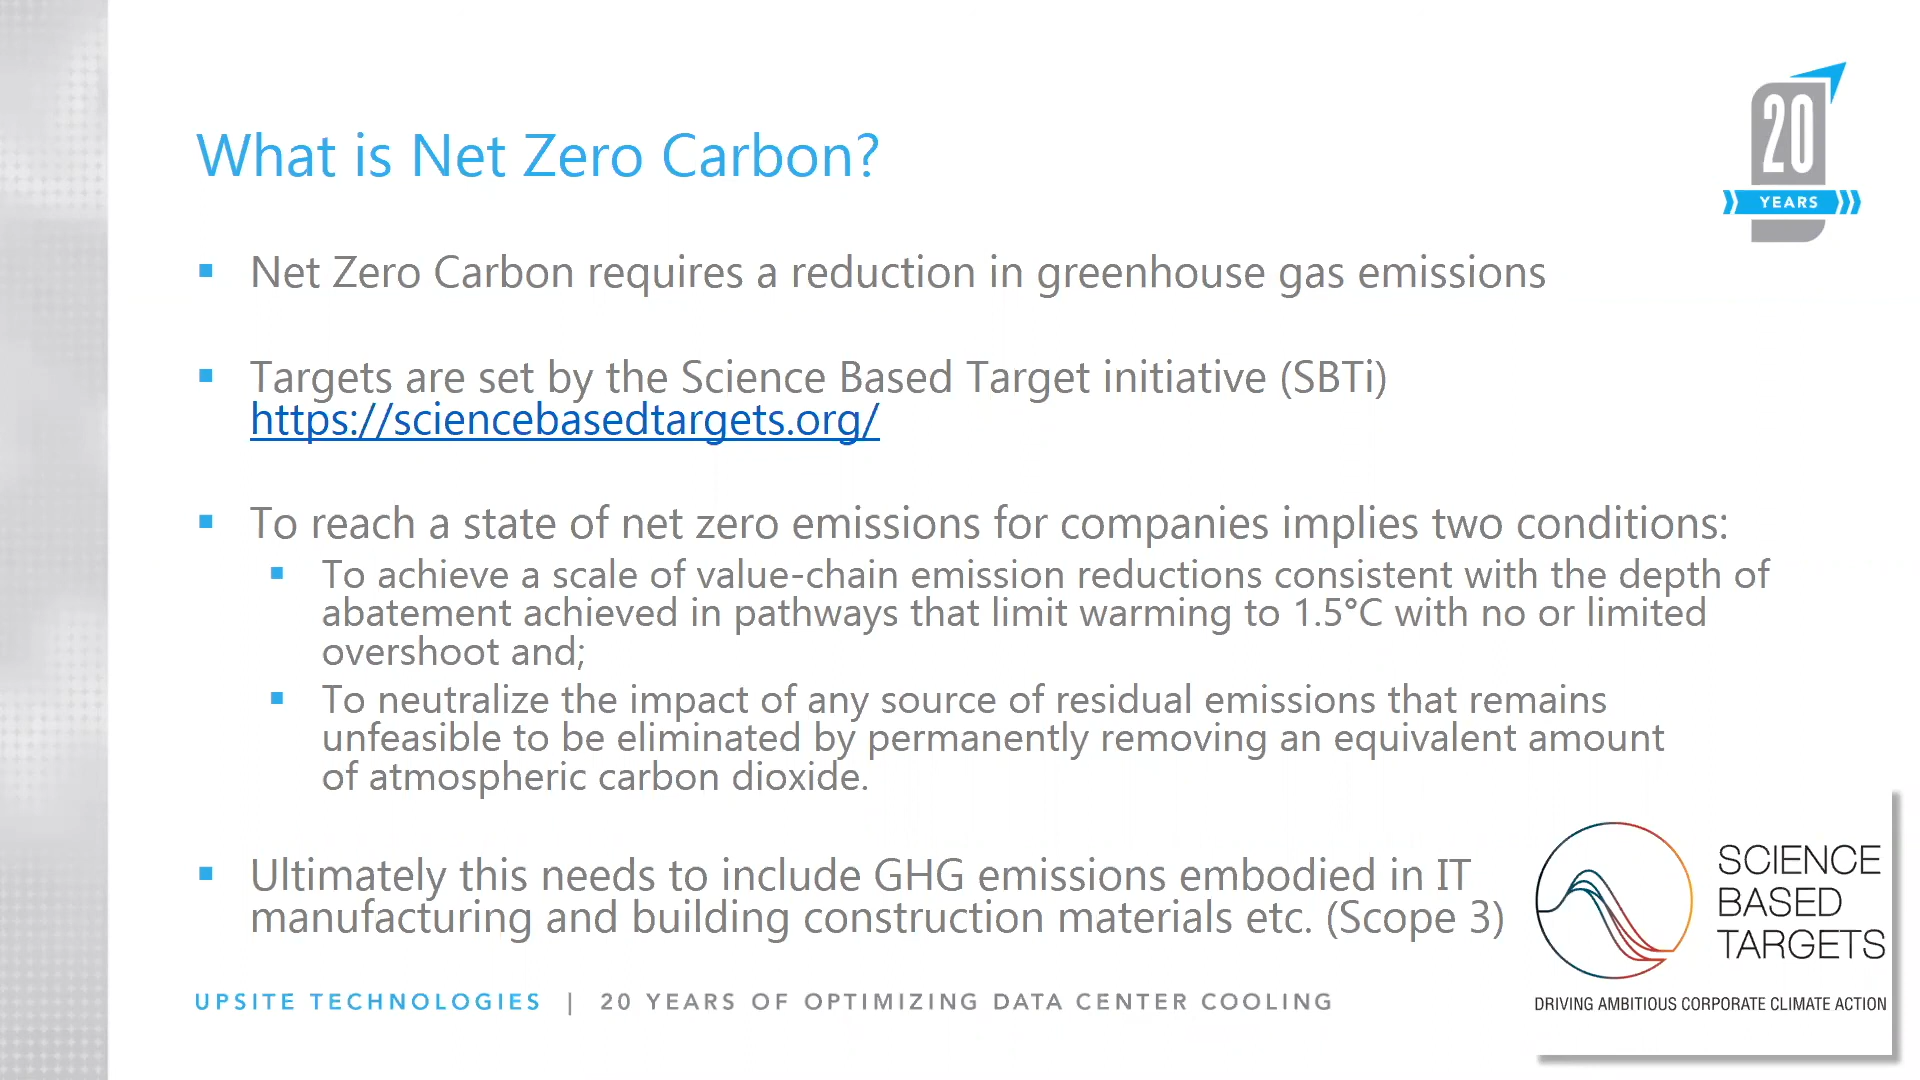 What is Net Zero Carbon?
20
YEARS
Net Zero Carbon requires a reduction in greenhouse gas emissions
Targets are set by the Science Based Target initiative (SBTi)
https://sciencebasedtargets.org/
To reach a state of net zero emissions for companies implies two conditions:
To achieve a scale of value-chain emission reductions consistent with the depth of
abatement achieved in pathways that limit warming to 1.5°C with no or limited
overshoot and;
To neutralize the impact of any source of residual emissions that remains
unfeasible to be eliminated by permanently removing an equivalent amount
of atmospheric carbon dioxide.
Ultimately this needs to include GHG emissions embodied in IT
manufacturing and building construction materials etc. (Scope 3)
SCIENCE
BASED
TARGETS
DRIVING AMBITIOUS CORPORATE CLIMATE ACTION
UPSITE TECHNOLOGIES | 20 YEARS OF OPTIMIZING DATA CENTER COOLING